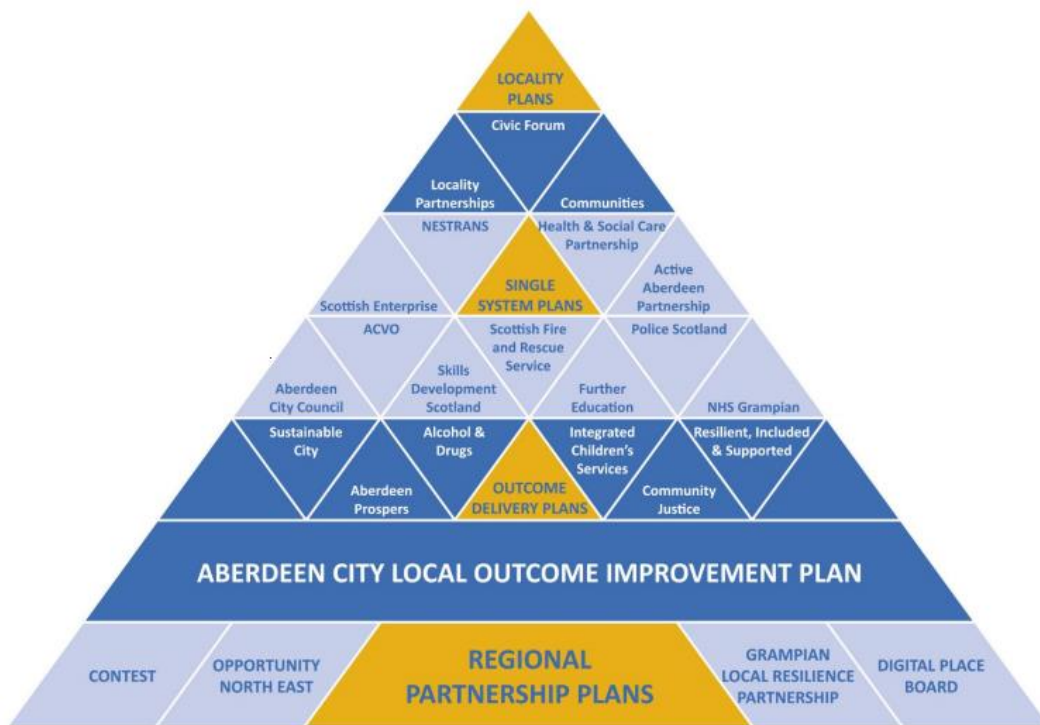 LOCALITY
PLANS
Civic Forum
Locality
Partnerships
Communities
NESTRANS
Health & Social Care
Partnership
Scottish Enterprise
SINGLE
SYSTEM PLANS
Active
Aberdeen
Partnership
ACVO
Scottish Fire
and Rescue
Service
Police Scotland
Aberdeen
City Council
Skills
Development
Scotland
Further
Education
NHS Grampian
Sustainable
City
Alcohol &
Drugs
Integrated
Children's
Services
Resilient, Included
& Supported
Aberdeen
Prospers
OUTCOME
DELIVERY PLANS
Community
Justice
ABERDEEN CITY LOCAL OUTCOME IMPROVEMENT PLAN
CONTEST
OPPORTUNITY
NORTH EAST
REGIONAL
PARTNERSHIP PLANS
GRAMPIAN
LOCAL RESILIENCE
PARTNERSHIP
DIGITAL PLACE
BOARD